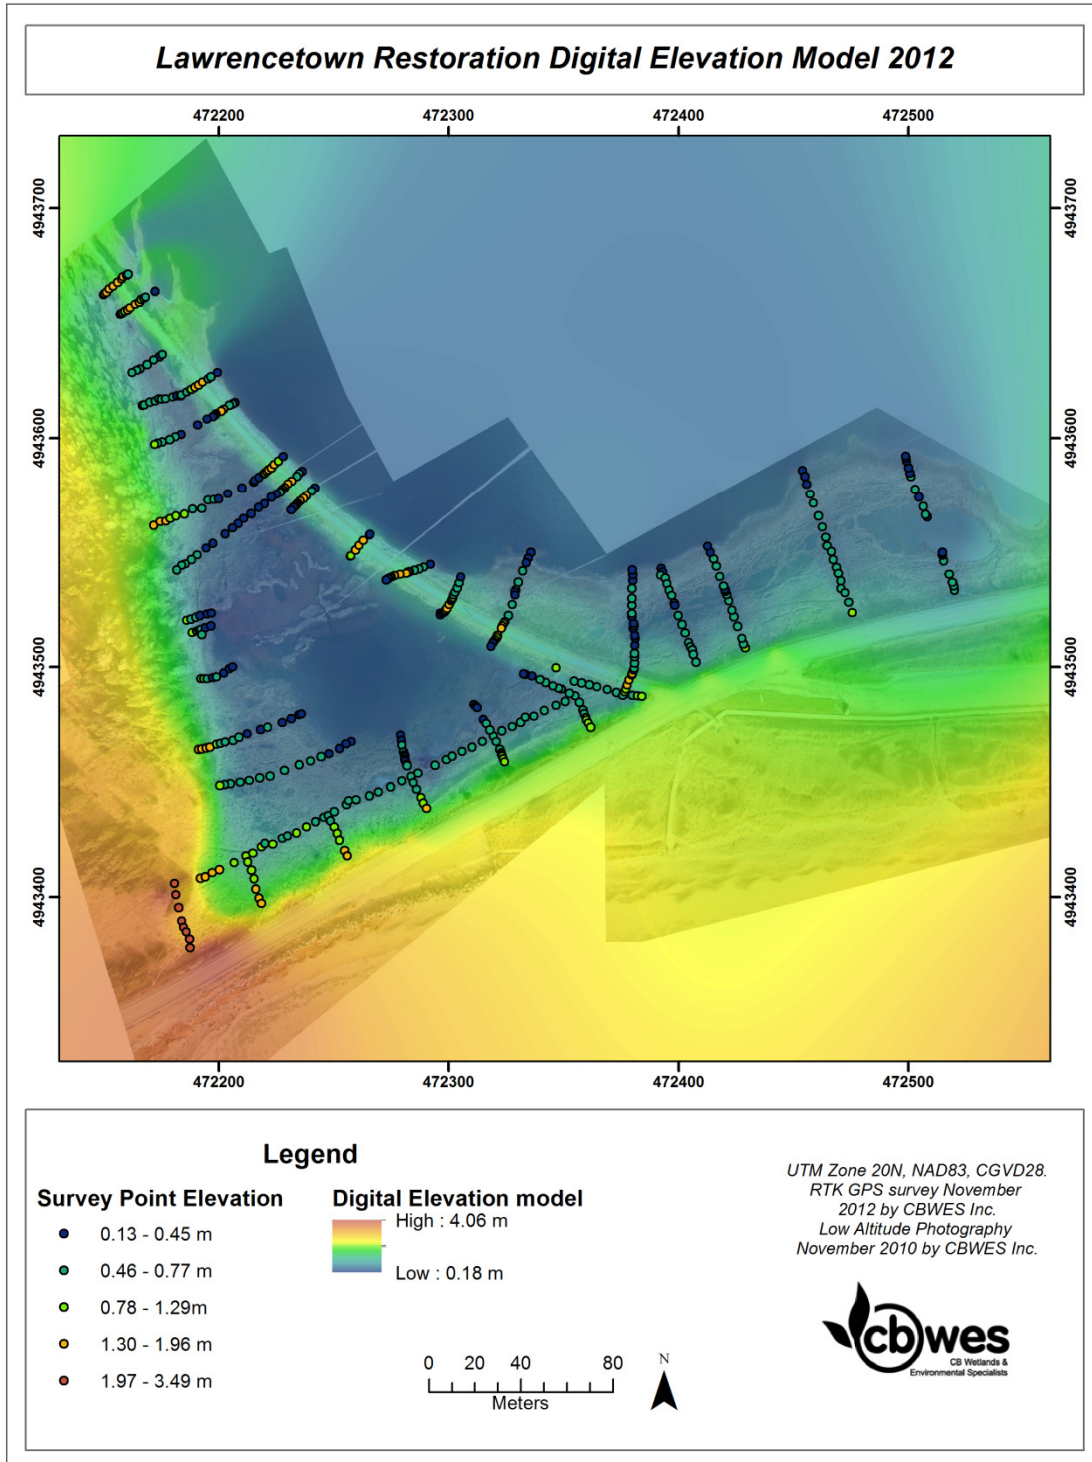 Lawrencetown Restoration Digital Elevation Model 2012
472200 472300 472400 472500
4943700 4943700
4943600 4943600
4943500 4943500
4943400 4943400
472200 472300 472400 472500
Legend
Survey Point Elevation
0.13 - 0.45 m
0.46 - 0.77 m
0.78 - 1.29m
1.30 - 1.96 m
1.97 - 3.49 m
Digital Elevation model
High : 4.06 m
Low : 0.18 m
0 20 40 80
Meters
N
UTM Zone 20N, NAD83, CGVD28.
RTK GPS survey November
2012 by CBWES Inc.
Low Altitude Photography
November 2010 by CBWES Inc.
cbwes
CB Wetlands &
Environmental Specialists